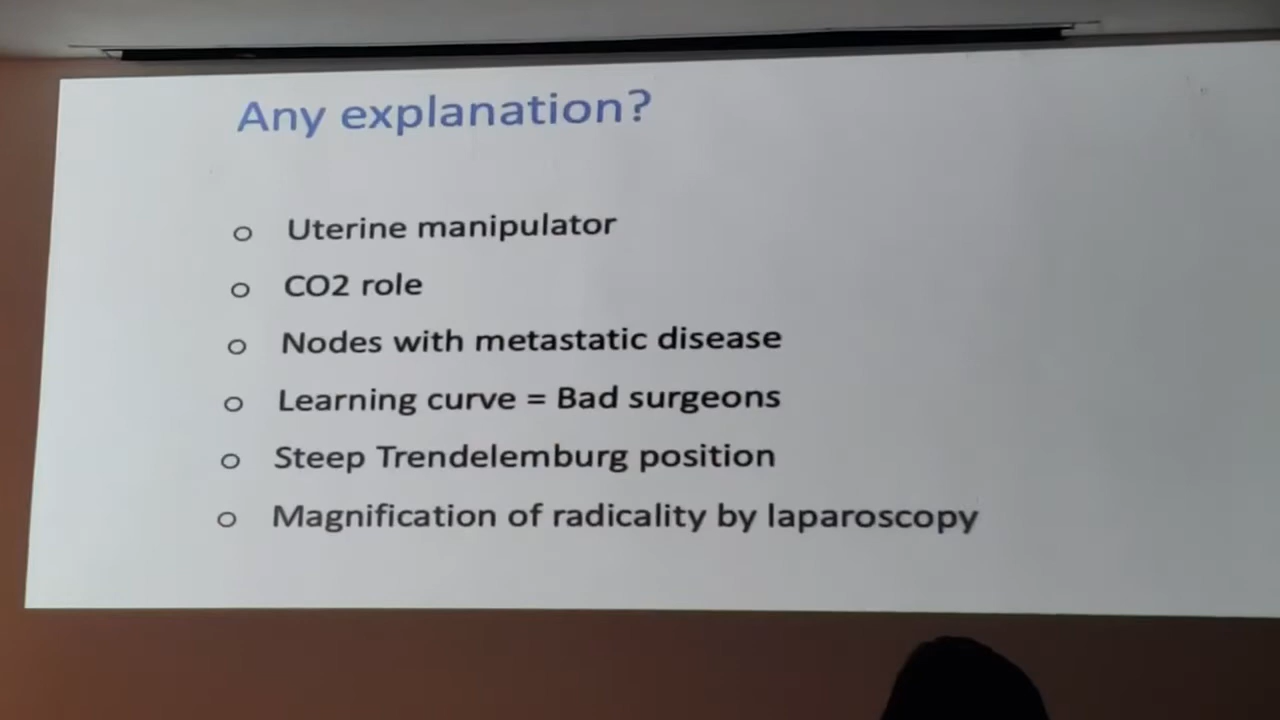 Any explanation?
o Uterine manipulator
o CO2 role
o Nodes with metastatic disease
o Learning curve = Bad surgeons
o Steep Trendelemburg position
o Magnification of radicality by laparoscopy